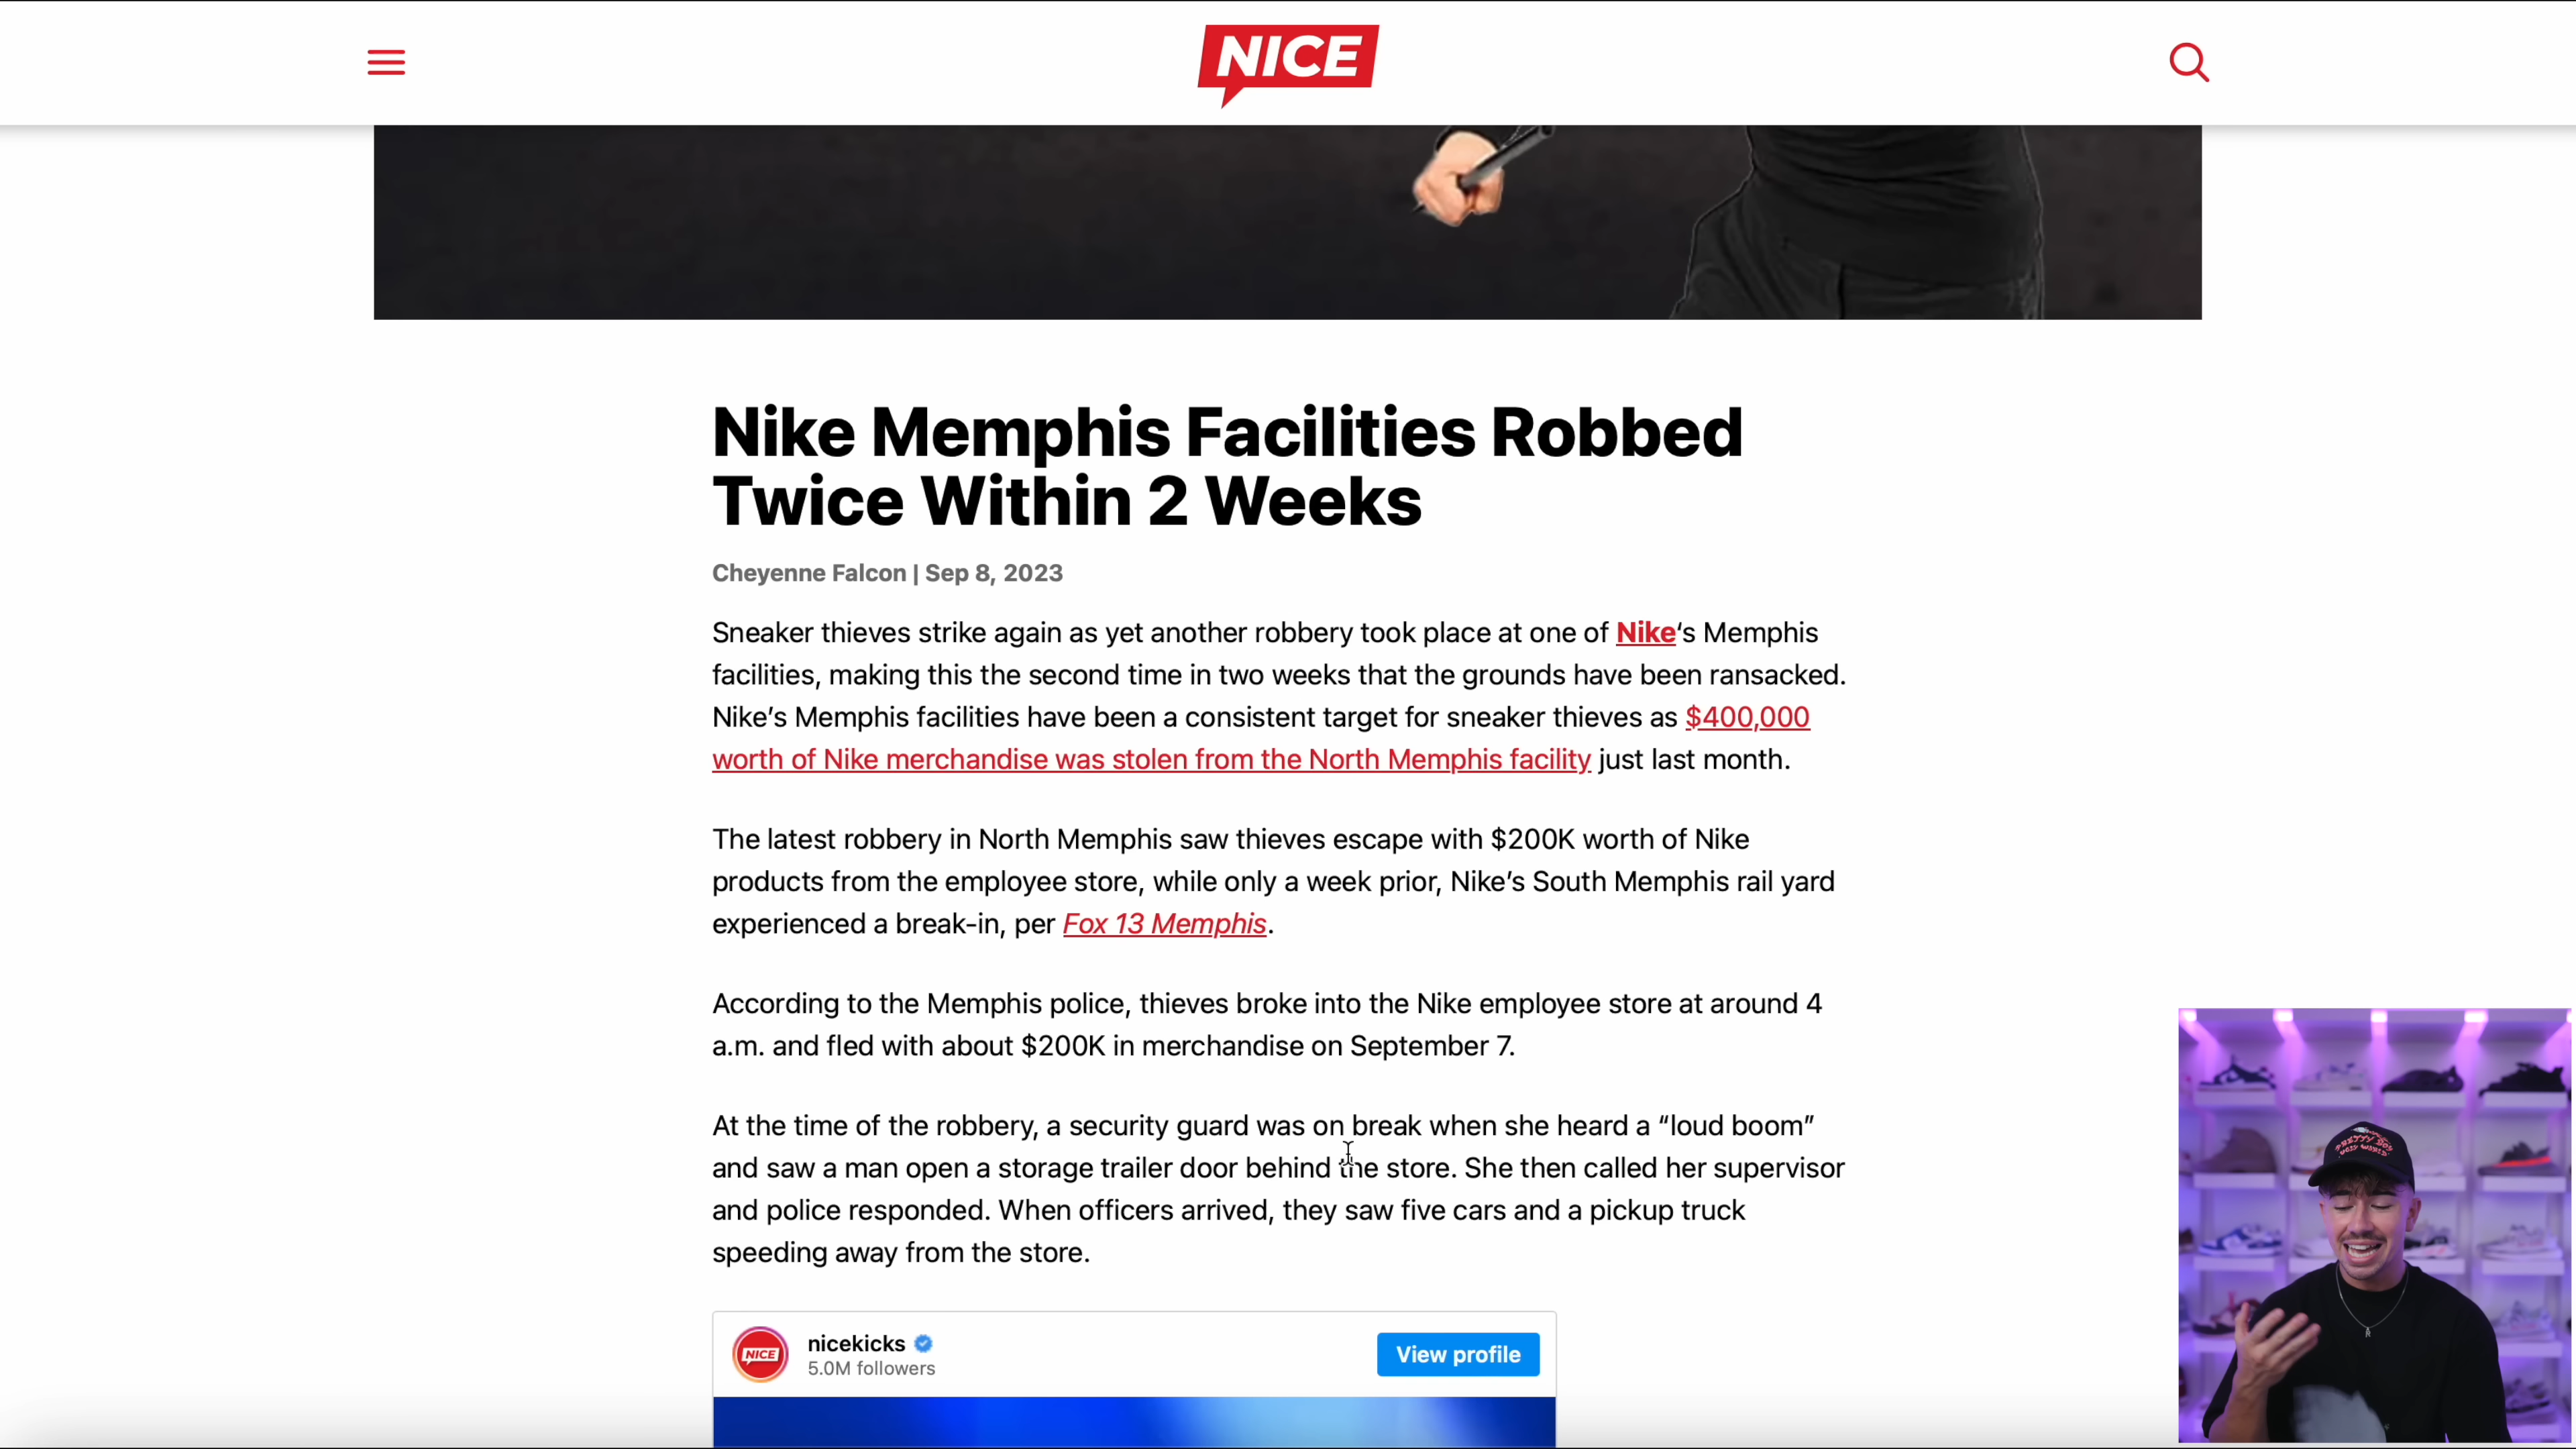 NICE
Nike Memphis Facilities Robbed
Twice Within 2 Weeks
Cheyenne Falcon | Sep 8, 2023
Sneaker thieves strike again as yet another robbery took place at one of Nike‘s Memphis
facilities, making this the second time in two weeks that the grounds have been ransacked.
Nike’s Memphis facilities have been a consistent target for sneaker thieves as $400,000
worth of Nike merchandise was stolen from the North Memphis facility just last month.
The latest robbery in North Memphis saw thieves escape with $200K worth of Nike
products from the employee store, while only a week prior, Nike’s South Memphis rail yard
experienced a break-in, per Fox 13 Memphis.
According to the Memphis police, thieves broke into the Nike employee store at around 4
a.m. and fled with about $200K in merchandise on September 7.
At the time of the robbery, a security guard was on break when she heard a “loud boom”
and saw a man open a storage trailer door behind the store. She then called her supervisor
and police responded. When officers arrived, they saw five cars and a pickup truck
speeding away from the store.
NICE
nicekicks
5.0M followers
View profile
PRETTY BOY
UGLY WORLD